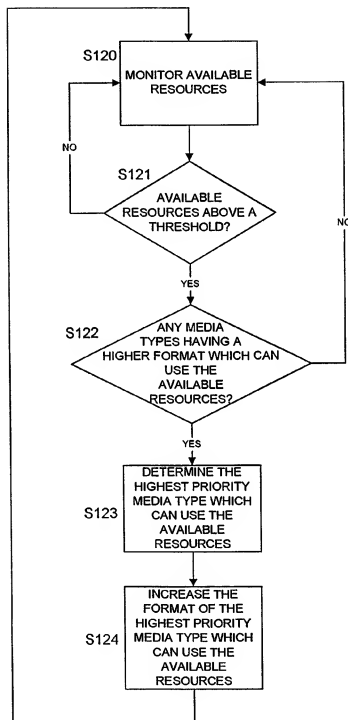 S120
MONITOR AVAILABLE
RESOURCES
NO
S121
AVAILABLE
RESOURCES ABOVE A
THRESHOLD?
NO
YES
S122
ANY MEDIA
TYPES HAVING A
HIGHER FORMAT WHICH CAN
USE THE
AVAILABLE
RESOURCES?
YES
DETERMINE THE
HIGHEST PRIORITY
MEDIA TYPE WHICH
S123
CAN USE THE
AVAILABLE
RESOURCES
INCREASE THE
FORMAT OF THE
HIGHEST PRIORITY
MEDIA TYPE WHICH
S124
CAN USE THE
AVAILABLE
RESOURCES